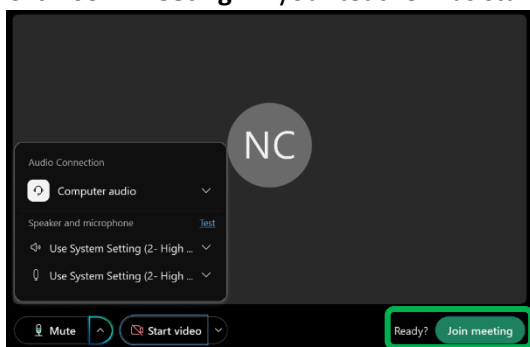 NC
Audio Connection
Computer audio
Speaker and microphone Test
Use System Setting (2- High ...
Use System Setting (2- High ...
Mute Start video Ready? Join meeting